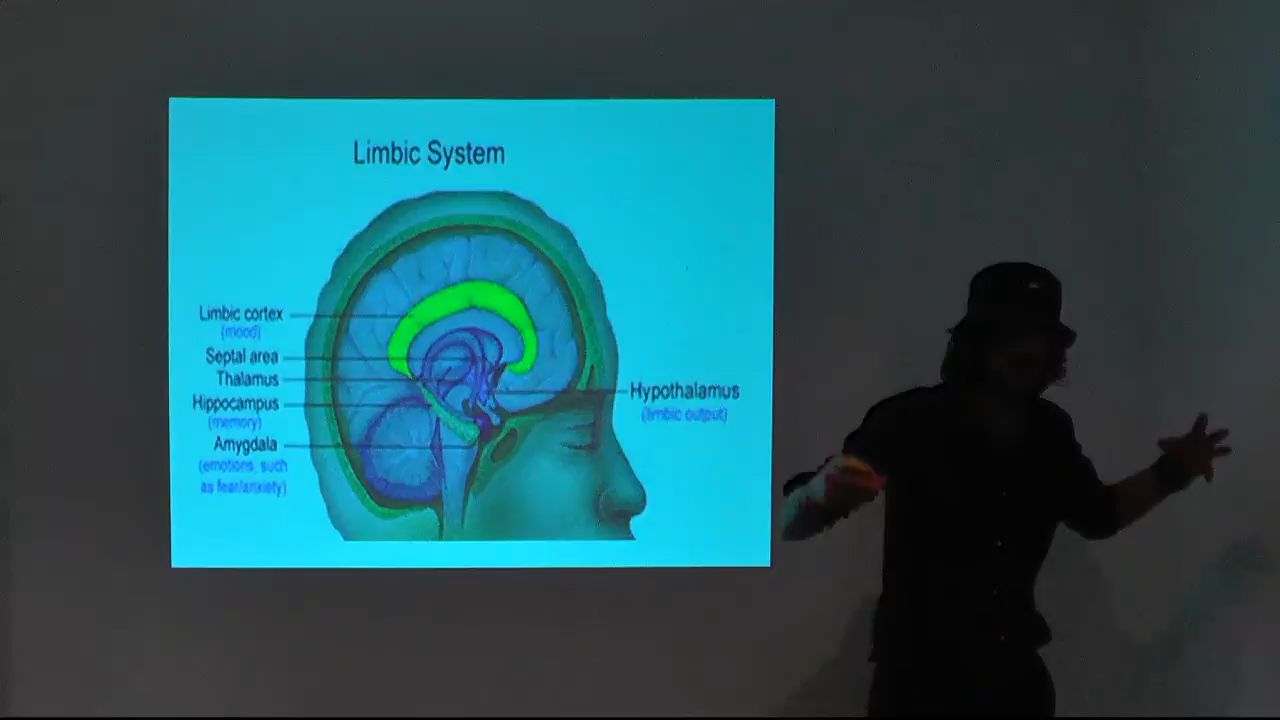 Limbic System
Limbic cortex
(mood)
Septal area
Thalamus
Hippocampus
(memory)
Amygdala
(emotions, such
as fear/anxiety)
Hypothalamus
(limbic output)